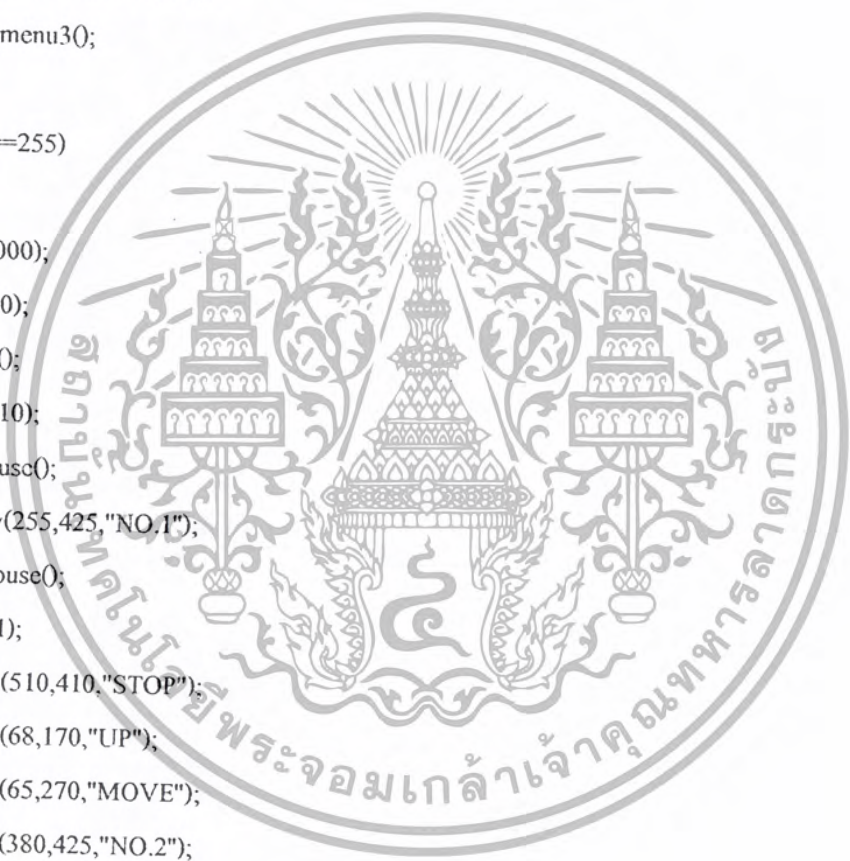 menu3();
==255)
000);
0);
();
10);
usc();
y(255,425,"NO.1");
ouse();
1);
(510,410,"STOP");
(68,170,"UP");
(65,270,"MOVE");
(380,425,"NO.2");
สถาบันเทคโนโลยีพระจอมเกล้าเจ้าคุณทหารลาดกระบัง